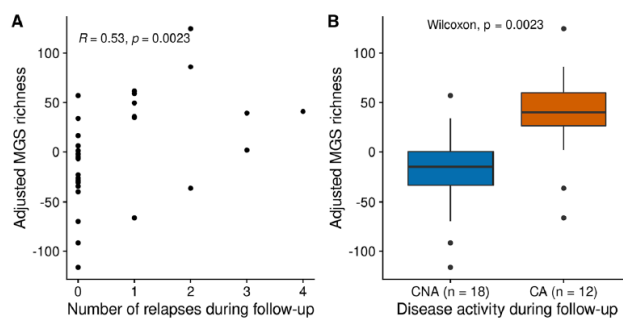 A
R = 0.53, p = 0.0023
Adjusted MGS richness
100
50
0
-50
-100
0 1 2 3 4
Number of relapses during follow-up
B
Wilcoxon, p = 0.0023
Adjusted MGS richness
100
50
0
-50
-100
CNA (n = 18) CA (n = 12)
Disease activity during follow-up